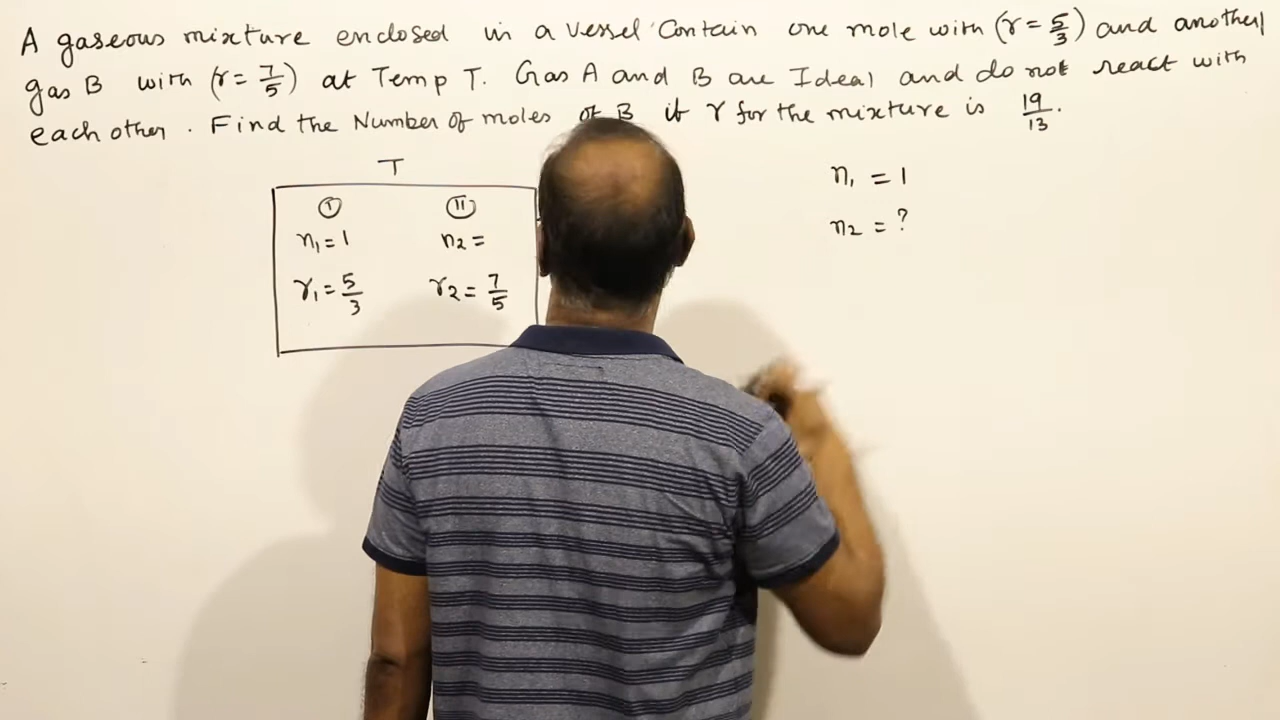 A gaseous mixture enclosed in a vessel Contain one mole with (γ = 5/3) and another
gas B with (γ = 7/5) at Temp T. Gas A and B are Ideal and do not react with
each other. Find the Number of moles of B if γ for the mixture is 19/13.
T
I II
n₁ = 1 n₂ =
γ₁ = 5/3 γ₂ = 7/5
n₁ = 1
n₂ = ?